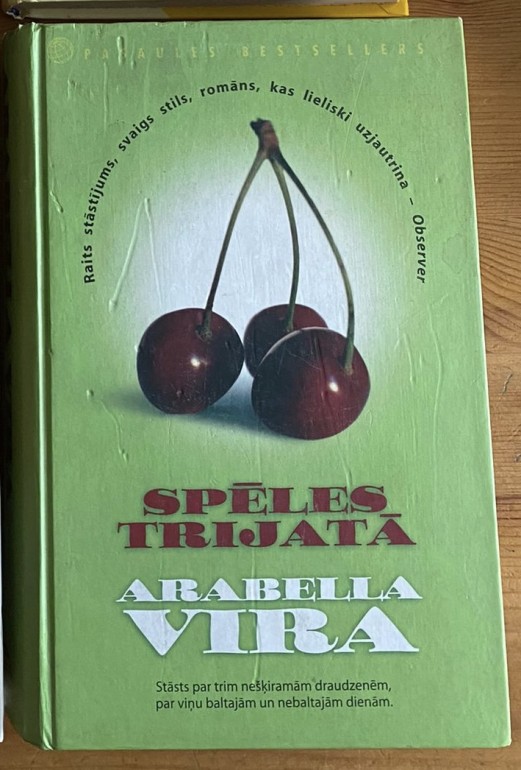 PASAULES BESTSELLERS
Raits stāstījums, svaigs stils, romāns, kas lieliski uzjautrina – Observer
SPĒLES
TRIJATĀ
ARABELLA
VIRA
Stāsts par trim nešķiramām draudzenēm,
par viņu baltajām un nebaltajām dienām.